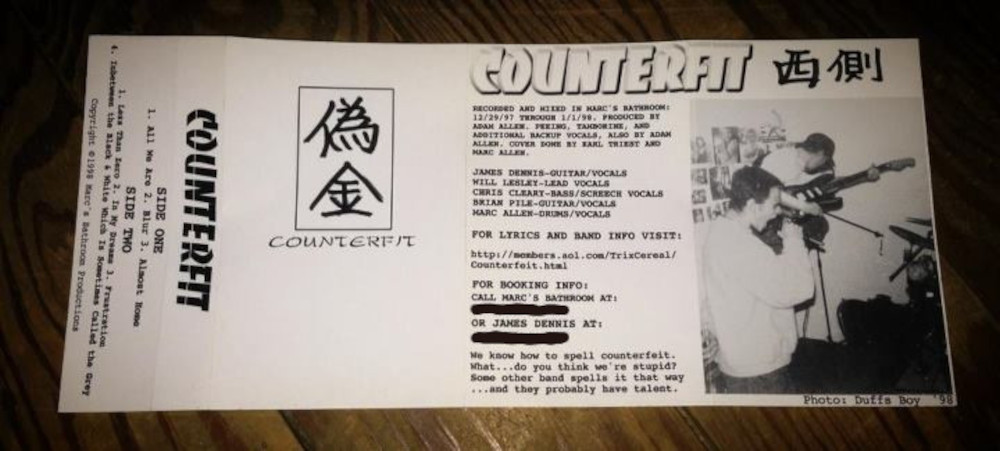 COUNTERFIT
SIDE ONE
1. All We Are 2. Blur 3. Almost Home
SIDE TWO
1. Less Than Zero 2. In My Dreams 3. Frustration
4. Inbetween the Black & White Which Is Sometimes Called the Grey
Copyright ©1998 Marc's Bathroom Productions
偽
金
COUNTERFIT
COUNTERFIT 西側
RECORDED AND MIXED IN MARC'S BATHROOM:
12/29/97 THROUGH 1/1/98. PRODUCED BY
ADAM ALLEN. PEKING, TAMBORINE, AND
ADDITIONAL BACKUP VOCALS, ALSO BY ADAM
ALLEN. COVER DONE BY KARL TRIEST AND
MARC ALLEN.
JAMES DENNIS-GUITAR/VOCALS
WILL LESLEY-LEAD VOCALS
CHRIS CLEARY-BASS/SCREECH VOCALS
BRIAN PILE-GUITAR/VOCALS
MARC ALLEN-DRUMS/VOCALS
FOR LYRICS AND BAND INFO VISIT:
http://members.aol.com/TrixCereal/
Counterfeit.html
FOR BOOKING INFO:
CALL MARC'S BATHROOM AT:
OR JAMES DENNIS AT:
We know how to spell counterfeit.
What...do you think we're stupid?
Some other band spells it that way
...and they probably have talent.
Photo: Duffs Boy '98